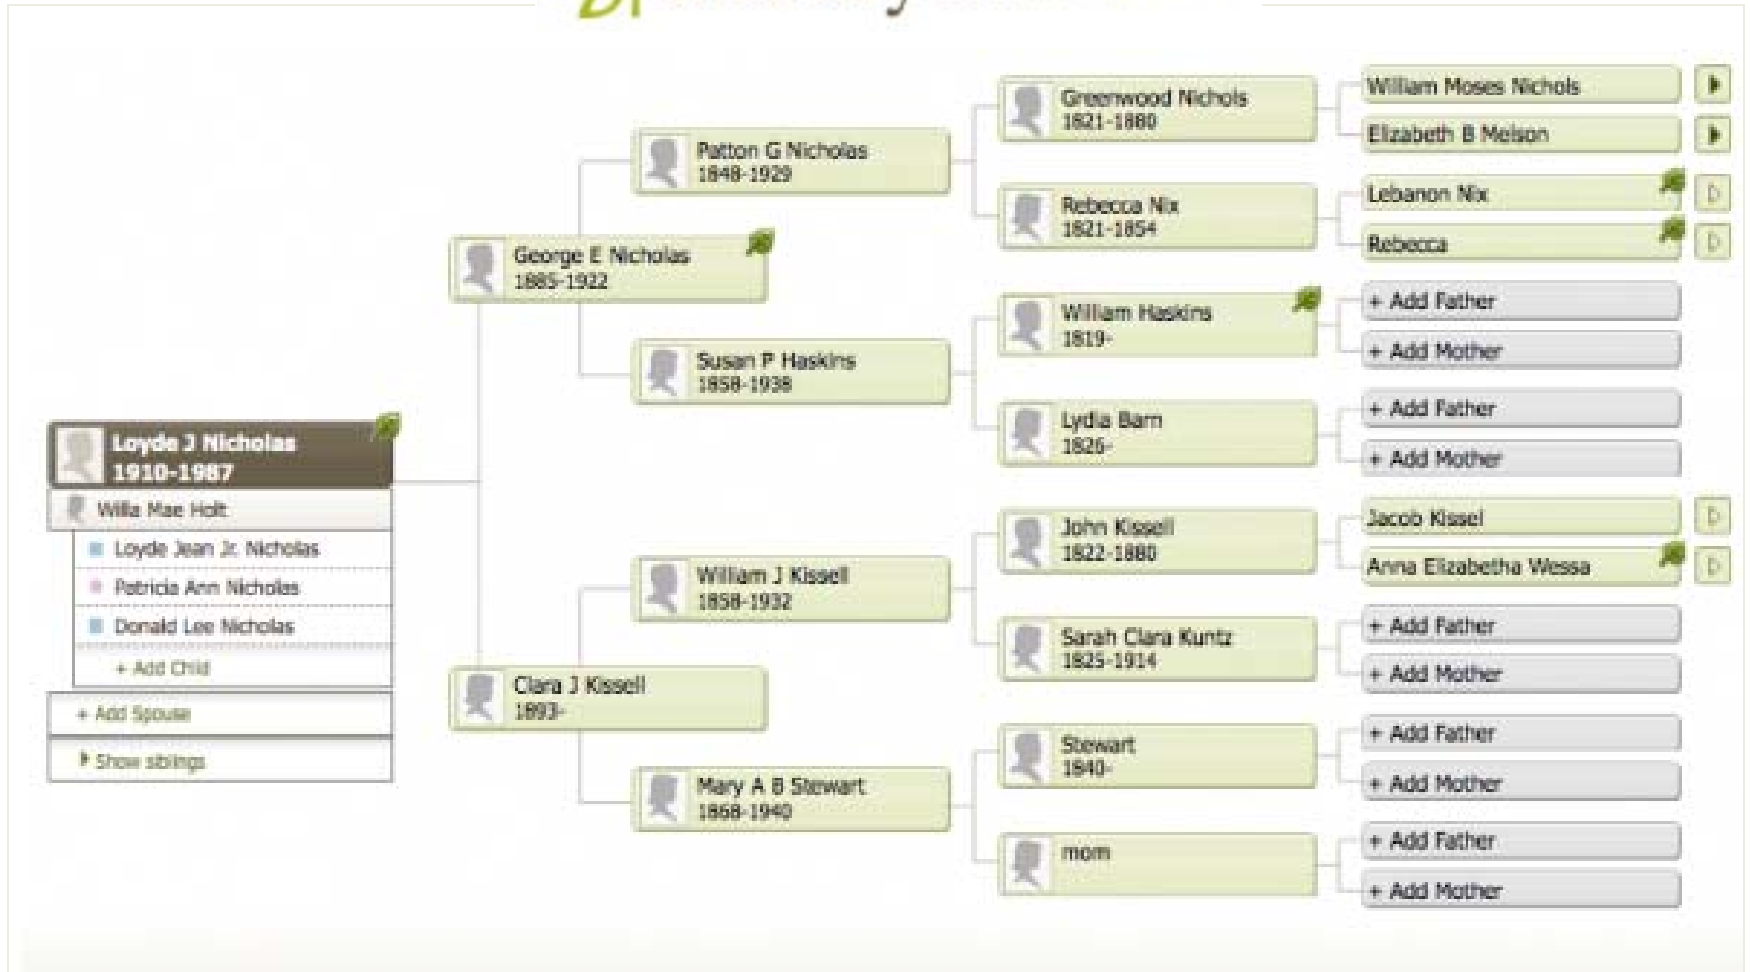 Loyde J Nicholas
1910-1987
Willa Mae Holt
Loyde Jean Jr. Nicholas
Patricia Ann Nicholas
Donald Lee Nicholas
+ Add Child
+ Add Spouse
Show siblings
George E Nicholas
1885-1922
Clara J Kissell
1893-
Patton G Nicholas
1848-1929
Susan P Haskins
1858-1938
William J Kissell
1858-1932
Mary A B Stewart
1868-1940
Greenwood Nichols
1821-1880
Rebecca Nix
1821-1854
William Haskins
1819-
Lydia Barn
1826-
John Kissell
1822-1880
Sarah Clara Kuntz
1825-1914
Stewart
1840-
mom
William Moses Nichols
Elizabeth B Melson
Lebanon Nix
Rebecca
+ Add Father
+ Add Mother
+ Add Father
+ Add Mother
Jacob Kissel
Anna Elizabetha Wessa
+ Add Father
+ Add Mother
+ Add Father
+ Add Mother
+ Add Father
+ Add Mother